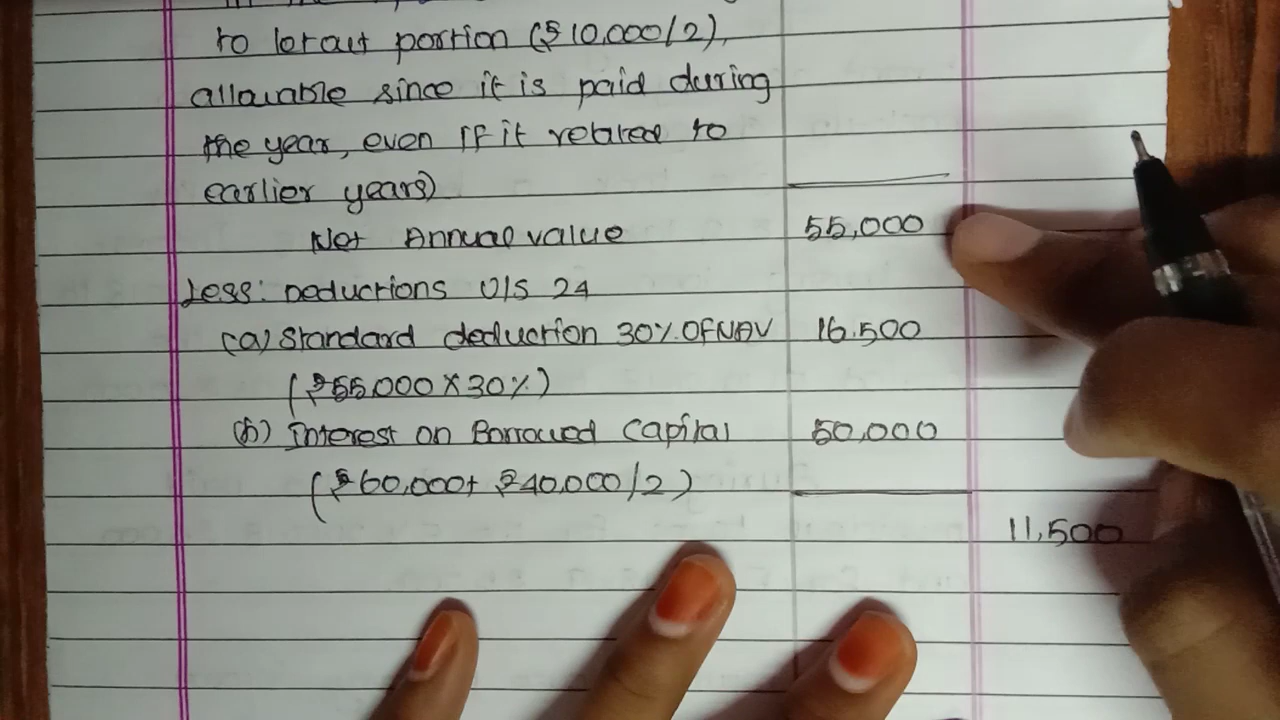 to letout portion (₹10,000/2),
allowable since it is paid during
the year, even if it related to
earlier years)
Net Annual value 55,000
Less: Deductions U/S 24
(a) Standard deduction 30% OF NAV 16.500
(₹55,000 X 30%)
(b) Interest on Borrowed Capital 50,000
(₹60,000+ ₹40,000/2)
11,500